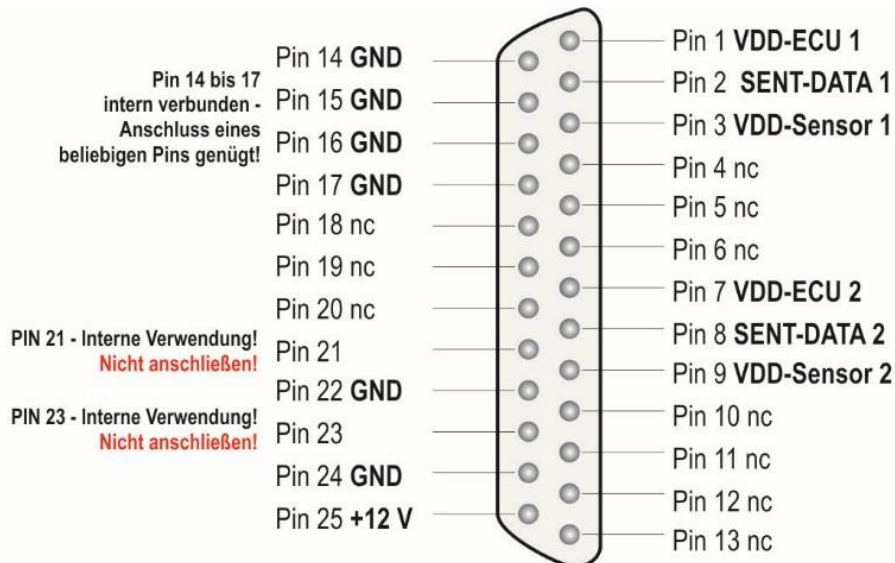 Pin 14 bis 17
intern verbunden -
Anschluss eines
beliebigen Pins genügt!
Pin 14 GND
Pin 15 GND
Pin 16 GND
Pin 17 GND
Pin 18 nc
Pin 19 nc
Pin 20 nc
PIN 21 - Interne Verwendung!
Nicht anschließen!
Pin 21
Pin 22 GND
PIN 23 - Interne Verwendung!
Nicht anschließen!
Pin 23
Pin 24 GND
Pin 25 +12 V
Pin 1 VDD-ECU 1
Pin 2 SENT-DATA 1
Pin 3 VDD-Sensor 1
Pin 4 nc
Pin 5 nc
Pin 6 nc
Pin 7 VDD-ECU 2
Pin 8 SENT-DATA 2
Pin 9 VDD-Sensor 2
Pin 10 nc
Pin 11 nc
Pin 12 nc
Pin 13 nc